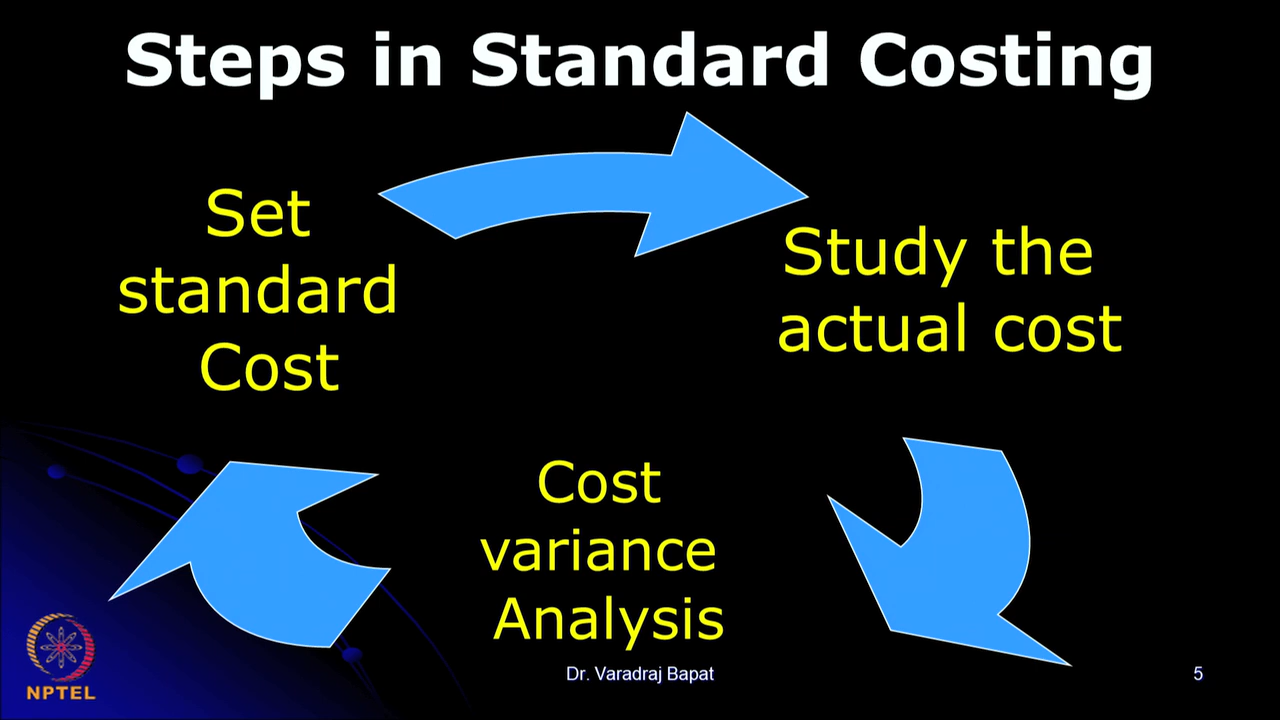 Steps in Standard Costing
Set
standard
Cost
Study the
actual cost
Cost
variance
Analysis
NPTEL
Dr. Varadraj Bapat
5